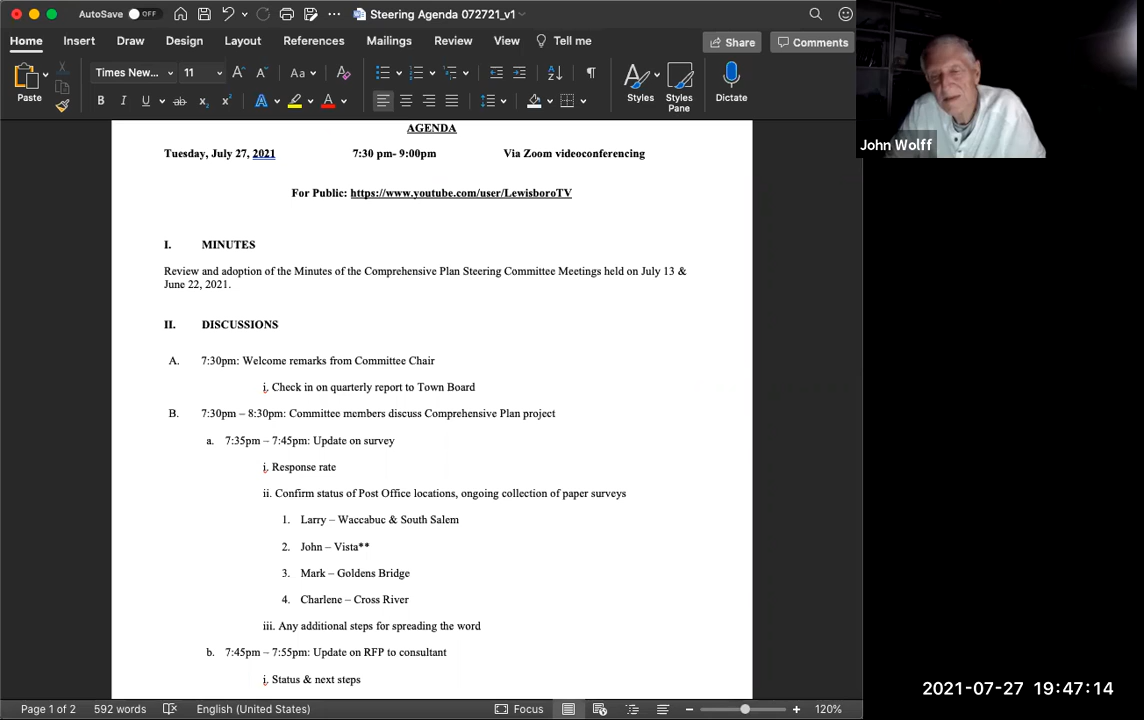 AutoSave OFF
Steering Agenda 072721_v1
Home Insert Draw Design Layout References Mailings Review View Tell me
Share Comments
Paste
Times New... 11 Aa
B I U ab x₂ x² A A
Styles Styles Pane Dictate
AGENDA
Tuesday, July 27, 2021 7:30 pm- 9:00pm Via Zoom videoconferencing
For Public: https://www.youtube.com/user/LewisboroTV
I. MINUTES
Review and adoption of the Minutes of the Comprehensive Plan Steering Committee Meetings held on July 13 &
June 22, 2021.
II. DISCUSSIONS
A. 7:30pm: Welcome remarks from Committee Chair
i. Check in on quarterly report to Town Board
B. 7:30pm – 8:30pm: Committee members discuss Comprehensive Plan project
a. 7:35pm – 7:45pm: Update on survey
i. Response rate
ii. Confirm status of Post Office locations, ongoing collection of paper surveys
1. Larry – Waccabuc & South Salem
2. John – Vista**
3. Mark – Goldens Bridge
4. Charlene – Cross River
iii. Any additional steps for spreading the word
b. 7:45pm – 7:55pm: Update on RFP to consultant
i. Status & next steps
Page 1 of 2 592 words English (United States) Focus 120%
John Wolff
2021-07-27 19:47:14